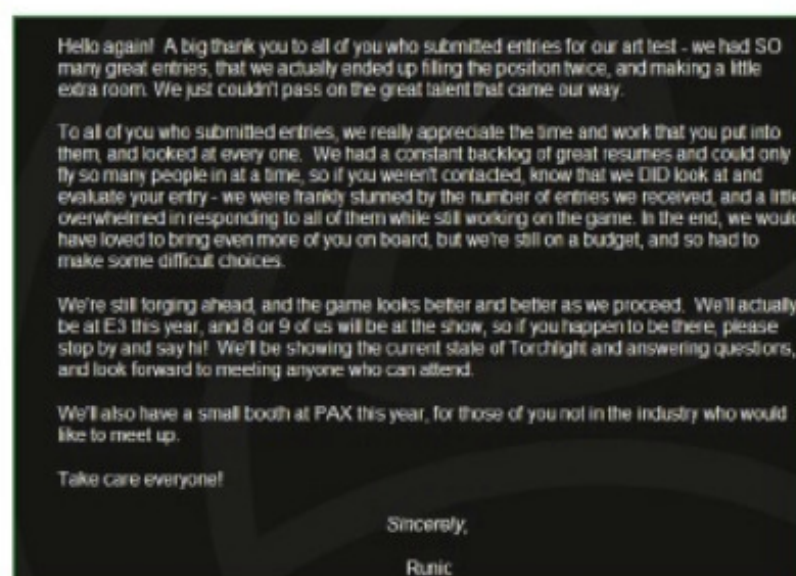 Hello again! A big thank you to all of you who submitted entries for our art test - we had SO
many great entries, that we actually ended up filling the position twice, and making a little
extra room. We just couldn't pass on the great talent that came our way.
To all of you who submitted entries, we really appreciate the time and work that you put into
them, and looked at every one. We had a constant backlog of great resumes and could only
fly so many people in at a time, so if you weren't contacted, know that we DID look at and
evaluate your entry - we were frankly stunned by the number of entries we received, and a little
overwhelmed in responding to all of them while still working on the game. In the end, we would
have loved to bring even more of you on board, but we're still on a budget, and so had to
make some difficult choices.
We're still forging ahead, and the game looks better and better as we proceed. We'll actually
be at E3 this year, and 8 or 9 of us will be at the show, so if you happen to be there, please
stop by and say hi! We'll be showing the current state of Torchlight and answering questions,
and look forward to meeting anyone who can attend.
We'll also have a small booth at PAX this year, for those of you not in the industry who would
like to meet up.
Take care everyone!
Sincerely,
Runic